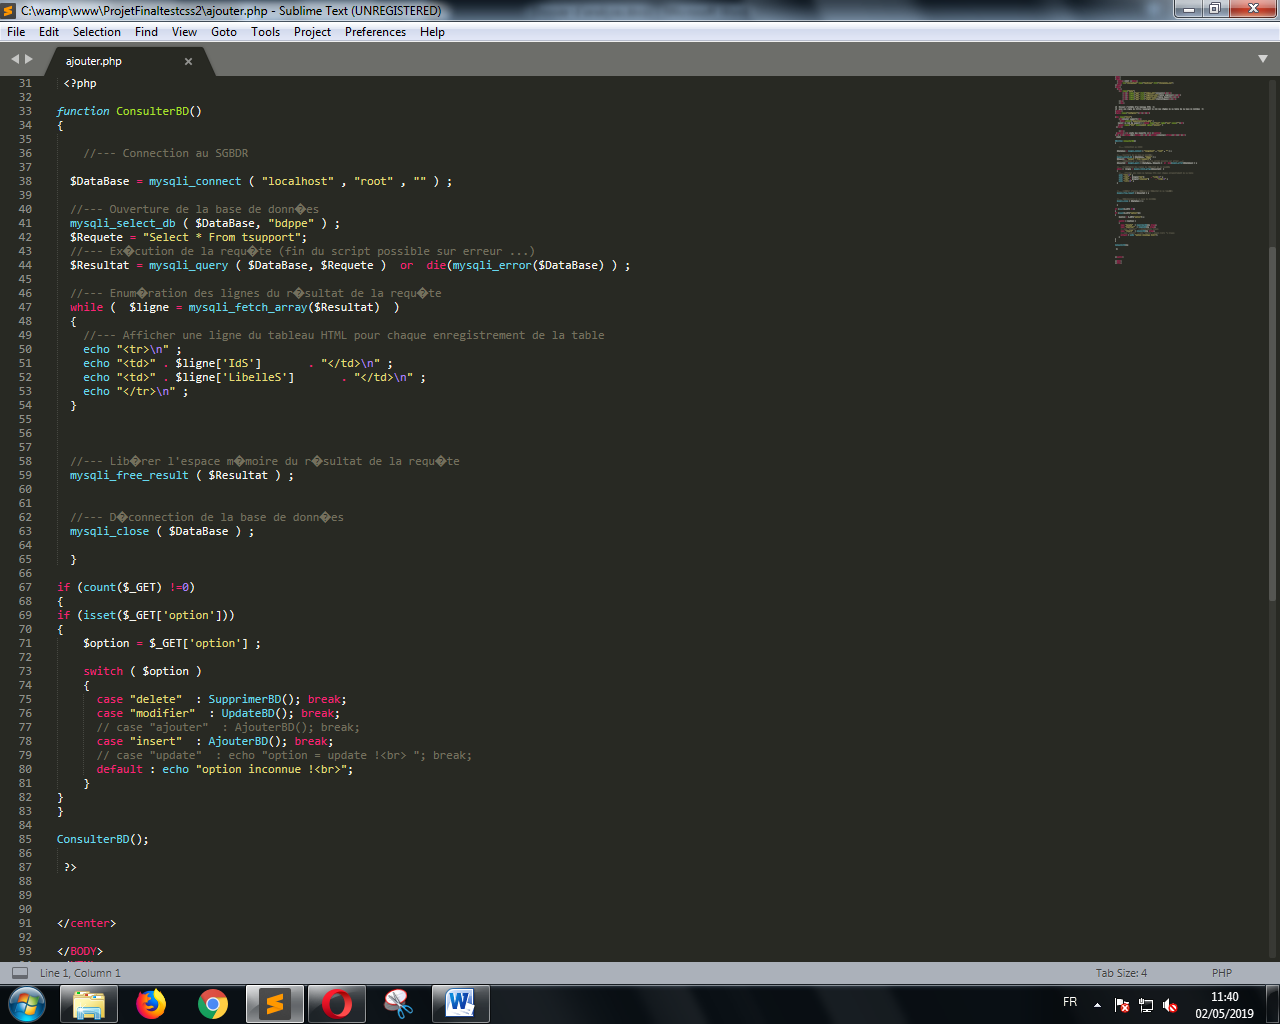 C:\wamp\www\ProjetFinaltestcss2\ajouter.php - Sublime Text (UNREGISTERED)
File Edit Selection Find View Goto Tools Project Preferences Help
ajouter.php
31 <?php
32
33 function ConsulterBD()
34 {
35
36 //--- Connection au SGBDR
37
38 $DataBase = mysqli_connect ( "localhost" , "root" , "" ) ;
39
40 //--- Ouverture de la base de donn�es
41 mysqli_select_db ( $DataBase, "bdppe" ) ;
42 $Requete = "Select * From tsupport";
43 //--- Ex�cution de la requ�te (fin du script possible sur erreur ...)
44 $Resultat = mysqli_query ( $DataBase, $Requete )  or  die(mysqli_error($DataBase) ) ;
45
46 //--- Enum�ration des lignes du r�sultat de la requ�te
47 while (  $ligne = mysqli_fetch_array($Resultat)  )
48 {
49 //--- Afficher une ligne du tableau HTML pour chaque enregistrement de la table
50 echo "<tr>\n" ;
51 echo "<td>" . $ligne['IdS']       . "</td>\n" ;
52 echo "<td>" . $ligne['LibelleS']       . "</td>\n" ;
53 echo "</tr>\n" ;
54 }
55
56
57
58 //--- Lib�rer l'espace m�moire du r�sultat de la requ�te
59 mysqli_free_result ( $Resultat ) ;
60
61
62 //--- D�connection de la base de donn�es
63 mysqli_close ( $DataBase ) ;
64
65 }
66
67 if (count($_GET) !=0)
68 {
69 if (isset($_GET['option']))
70 {
71 $option = $_GET['option'] ;
72
73 switch ( $option )
74 {
75 case "delete"  : SupprimerBD(); break;
76 case "modifier"  : UpdateBD(); break;
77 // case "ajouter"  : AjouterBD(); break;
78 case "insert"  : AjouterBD(); break;
79 // case "update"  : echo "option = update !<br> "; break;
80 default : echo "option inconnue !<br>";
81 }
82 }
83 }
84
85 ConsulterBD();
86
87 ?>
88
89
90
91 </center>
92
93 </BODY>
Line 1, Column 1 Tab Size: 4 PHP
FR 11:40
02/05/2019